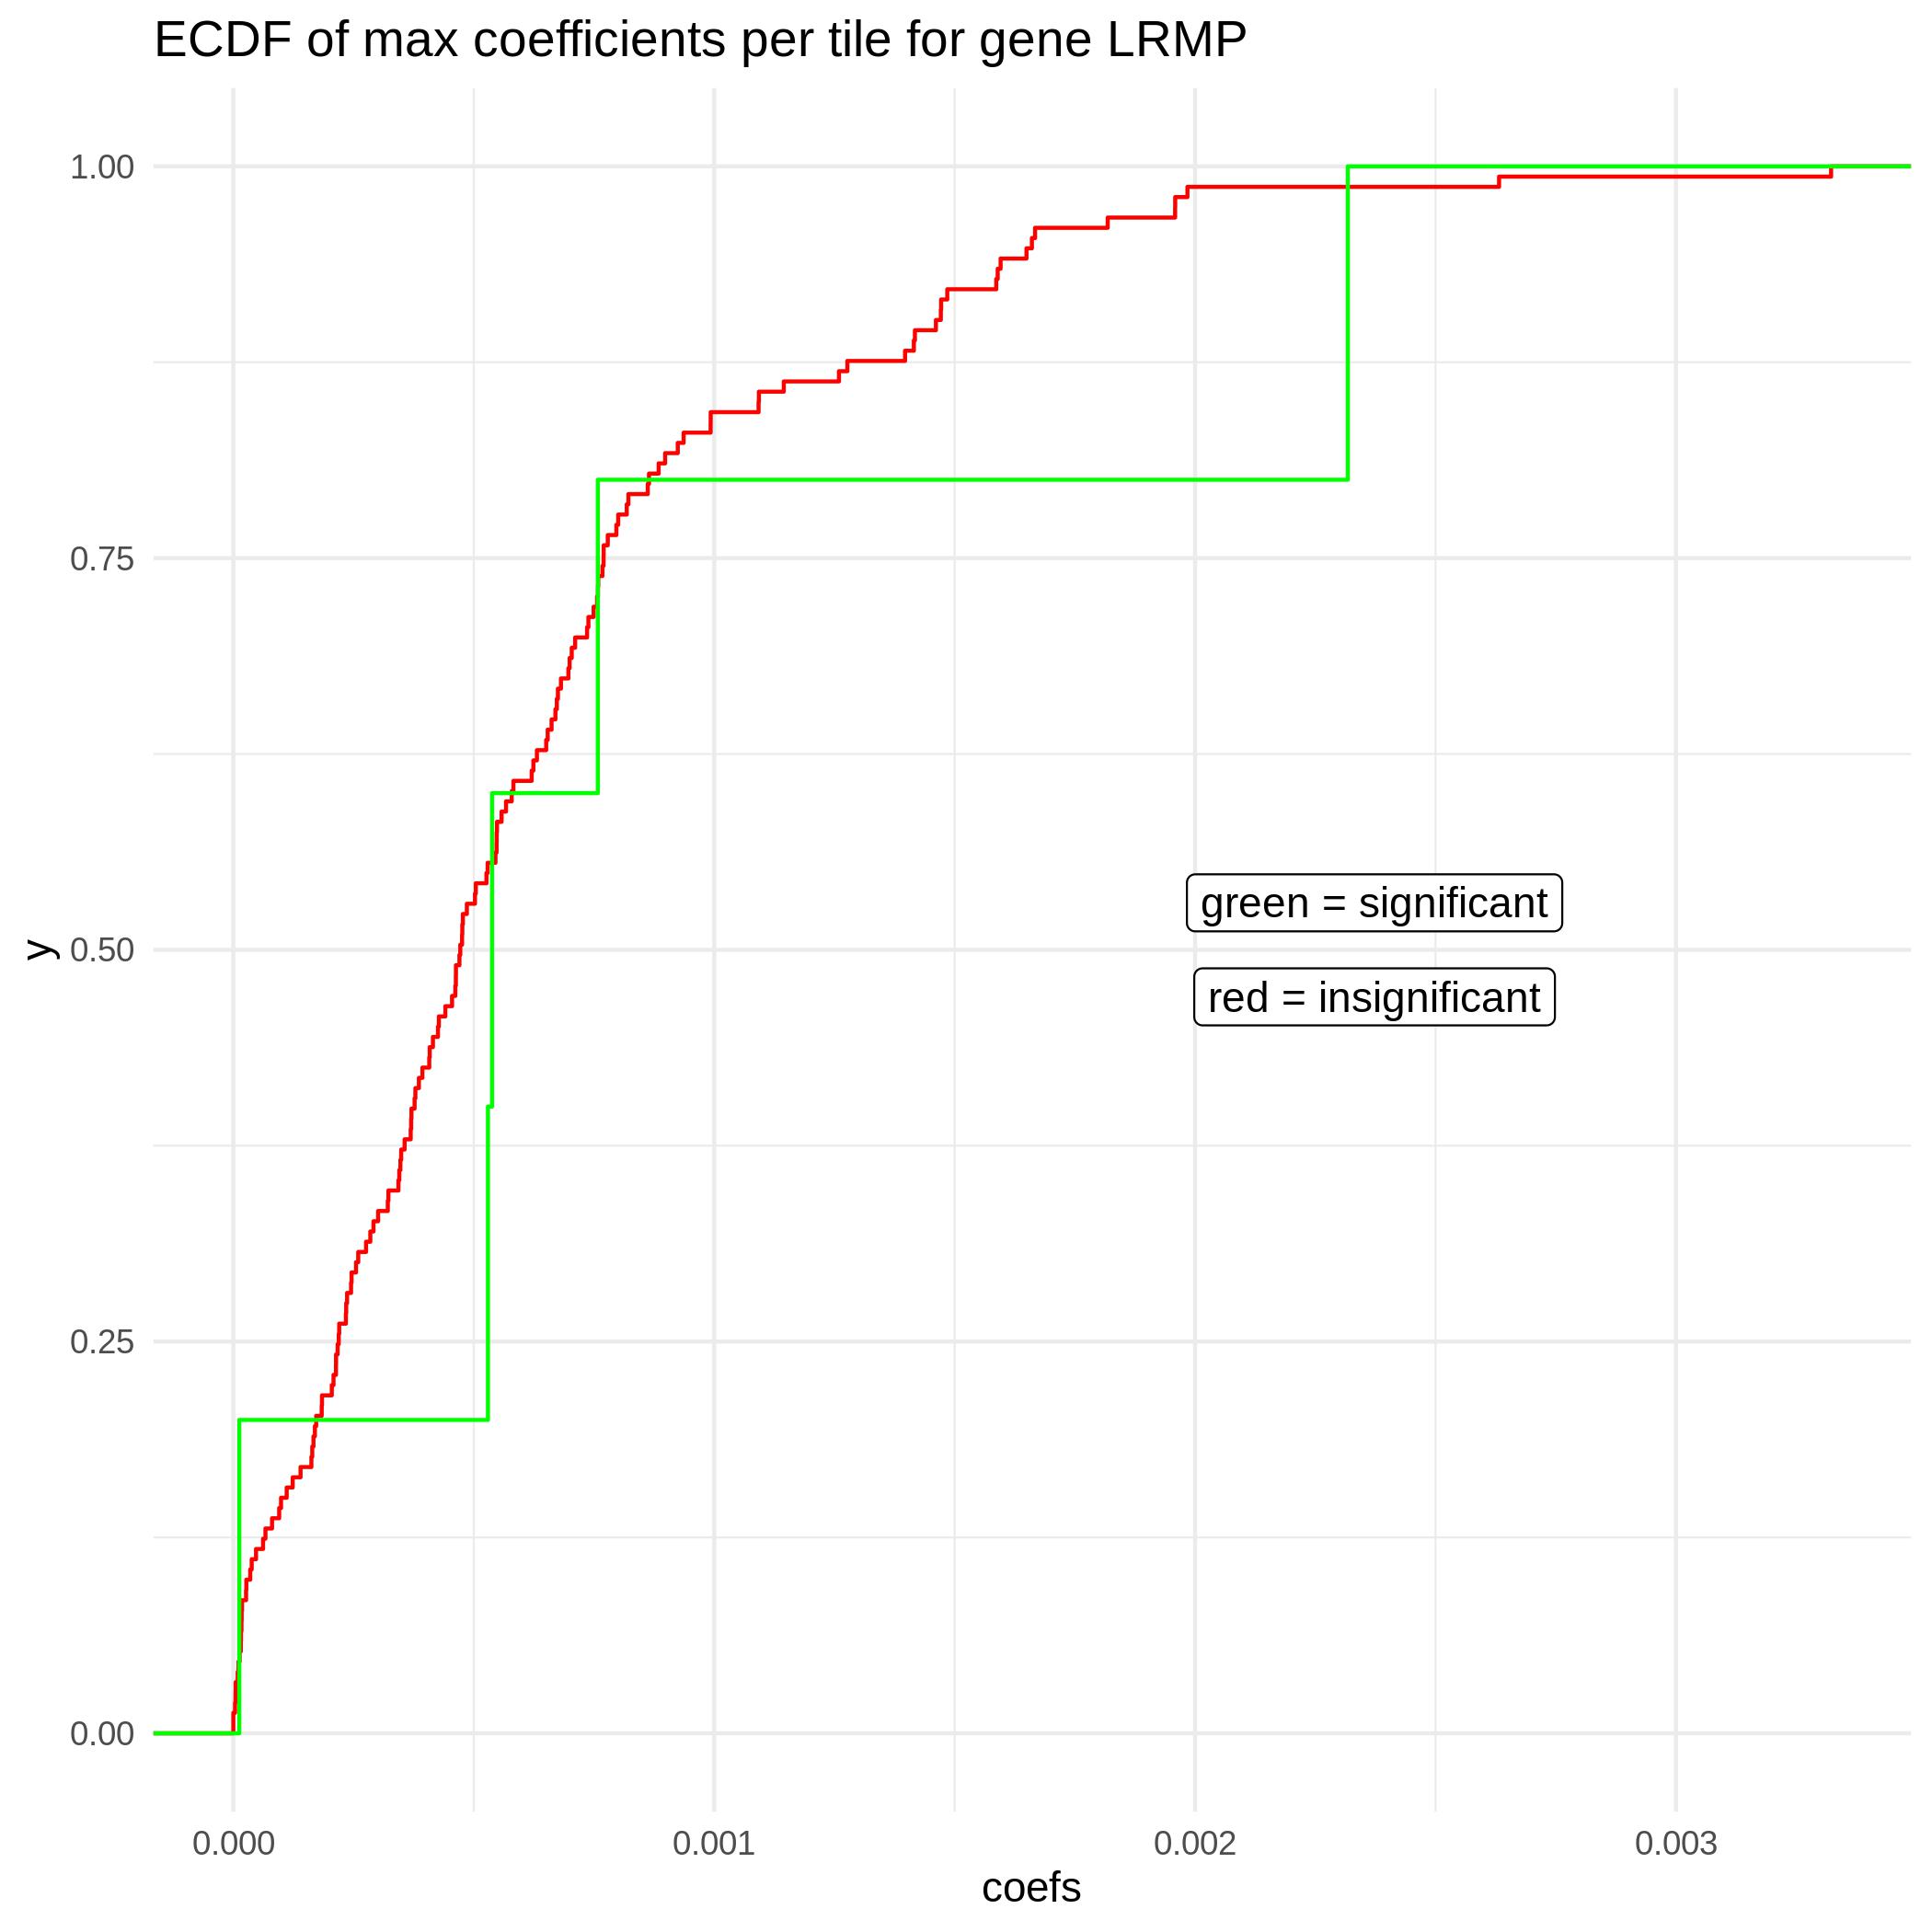 ECDF of max coefficients per tile for gene LRMP
1.00
0.75
0.50
0.25
0.00
y
green = significant
red = insignificant
0.000 0.001 0.002 0.003
coefs